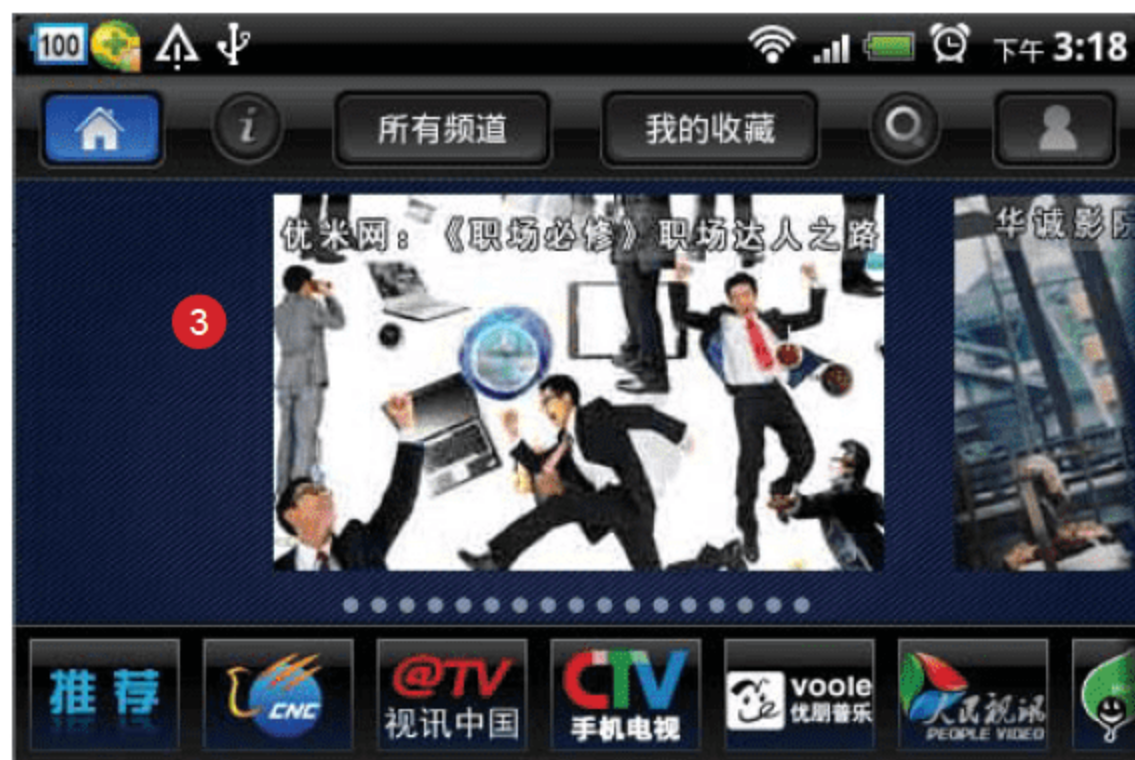 100 下午 3:18
i 所有频道 我的收藏
优米网：《职场必修》职场达人之路
华诚影院
3
推荐
CNC
@TV
视讯中国
CTV
手机电视
voole
优朋普乐
人民视讯
PEOPLE VIDEO